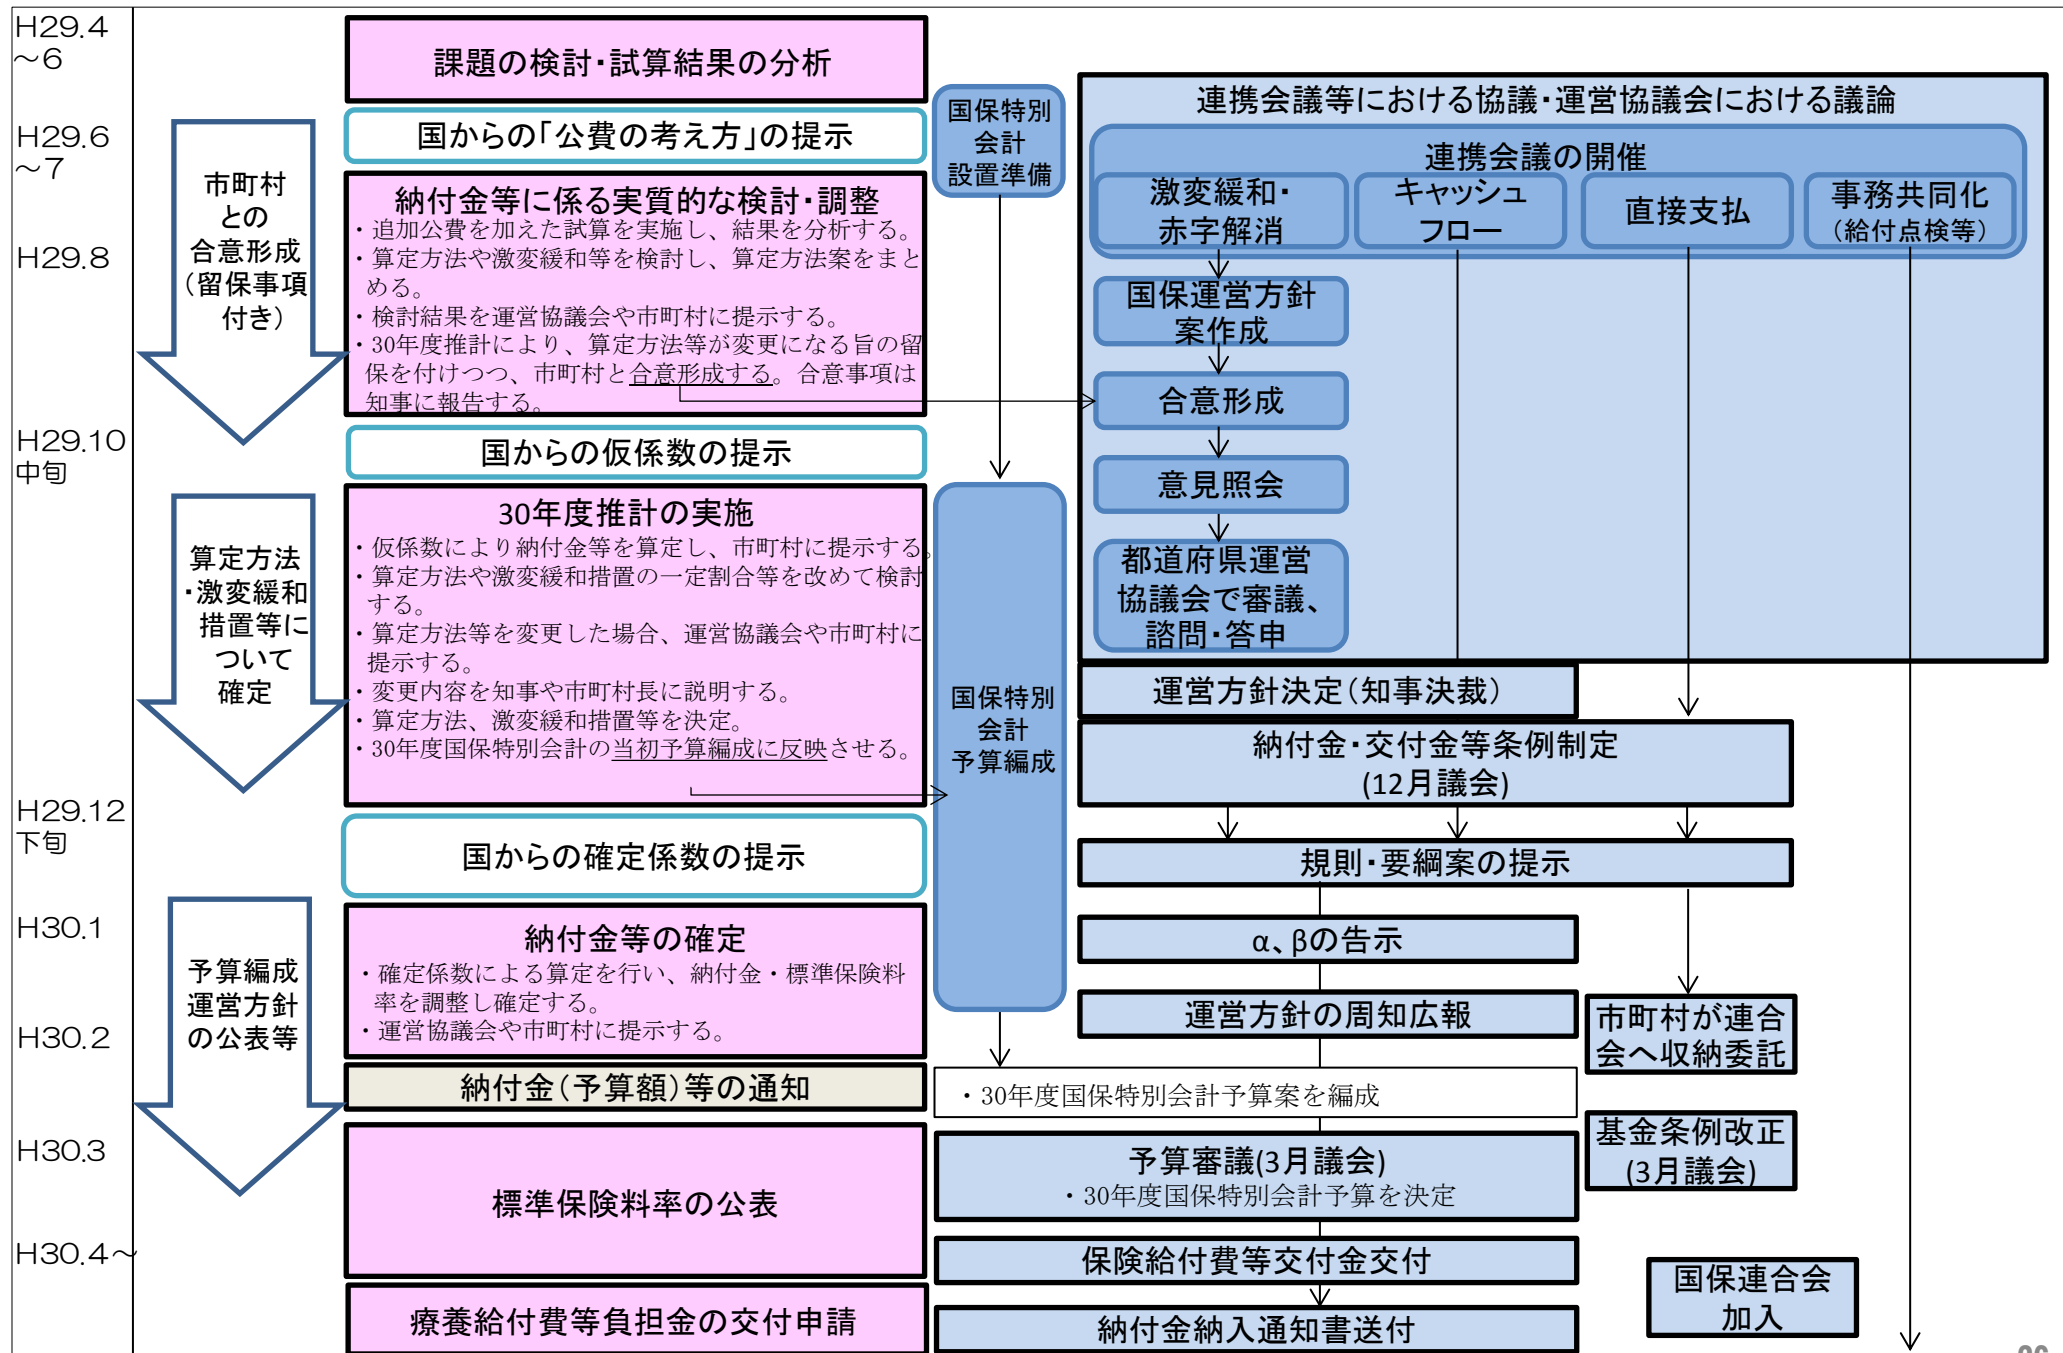 H29.4
～6
H29.6
～7
H29.8
H29.10
中旬
H29.12
下旬
H30.1
H30.2
H30.3
H30.4～
市町村
との
合意形成
（留保事項
付き）
算定方法
・激変緩和
措置等に
ついて
確定
予算編成
運営方針
の公表等
課題の検討・試算結果の分析
国からの「公費の考え方」の提示
納付金等に係る実質的な検討・調整
・追加公費を加えた試算を実施し、結果を分析する。
・算定方法や激変緩和等を検討し、算定方法案をまと
める。
・検討結果を運営協議会や市町村に提示する。
・30年度推計により、算定方法等が変更になる旨の留
保を付けつつ、市町村と合意形成する。合意事項は
知事に報告する。
国からの仮係数の提示
30年度推計の実施
・仮係数により納付金等を算定し、市町村に提示する。
・算定方法や激変緩和措置の一定割合等を改めて検討
する。
・算定方法等を変更した場合、運営協議会や市町村に
提示する。
・変更内容を知事や市町村長に説明する。
・算定方法、激変緩和措置等を決定。
・30年度国保特別会計の当初予算編成に反映させる。
国からの確定係数の提示
納付金等の確定
・確定係数による算定を行い、納付金・標準保険料
率を調整し確定する。
・運営協議会や市町村に提示する。
納付金（予算額）等の通知
標準保険料率の公表
療養給付費等負担金の交付申請
国保特別
会計
設置準備
国保特別
会計
予算編成
連携会議等における協議・運営協議会における議論
連携会議の開催
激変緩和・
赤字解消
キャッシュ
フロー
直接支払
事務共同化
（給付点検等）
国保運営方針
案作成
合意形成
意見照会
都道府県運営
協議会で審議、
諮問・答申
運営方針決定（知事決裁）
納付金・交付金等条例制定
(12月議会)
規則・要綱案の提示
α、βの告示
運営方針の周知広報
市町村が連合
会へ収納委託
・30年度国保特別会計予算案を編成
基金条例改正
(3月議会)
予算審議(3月議会)
・30年度国保特別会計予算を決定
保険給付費等交付金交付
国保連合会
加入
納付金納入通知書送付